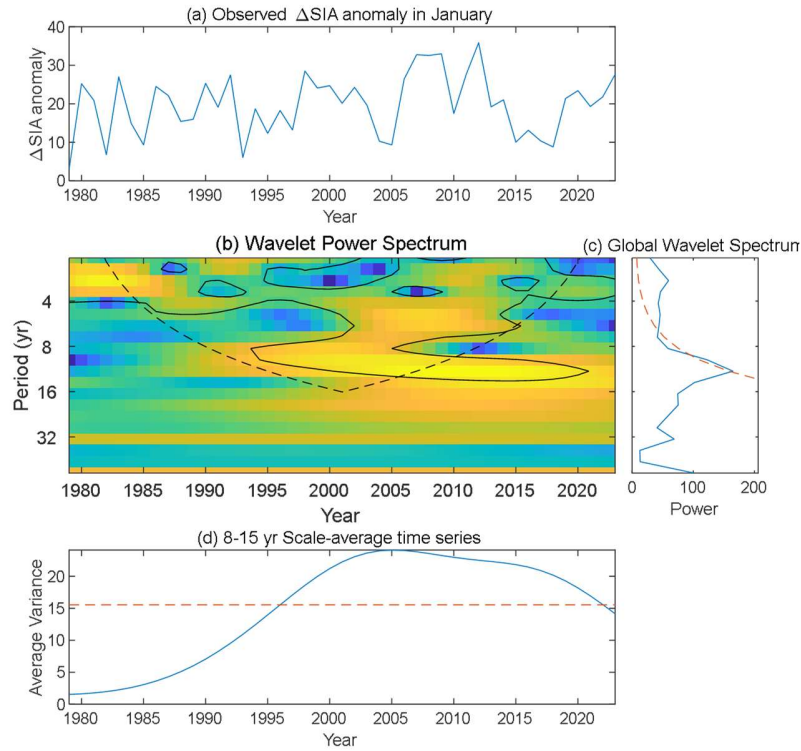 (a) Observed ΔSIA anomaly in January
40
30
20
10
0
ΔSIA anomaly
1980 1985 1990 1995 2000 2005 2010 2015 2020
Year
(b) Wavelet Power Spectrum
4
8
16
32
Period (yr)
1980 1985 1990 1995 2000 2005 2010 2015 2020
Year
(c) Global Wavelet Spectrum
0 100 200
Power
(d) 8-15 yr Scale-average time series
20
15
10
5
0
Average Variance
1980 1985 1990 1995 2000 2005 2010 2015 2020
Year